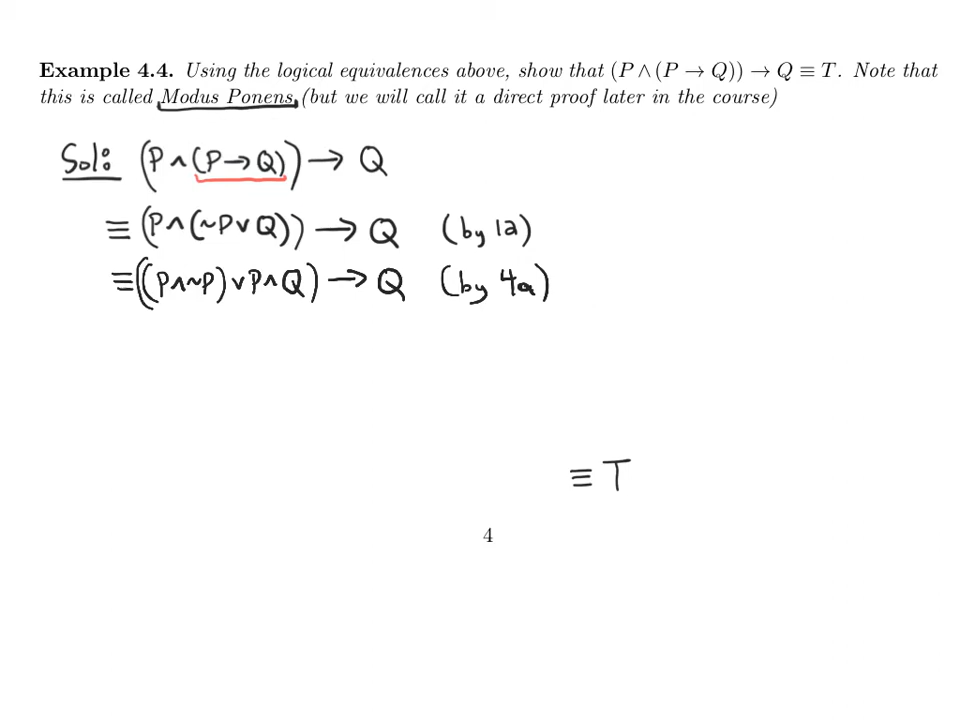 Example 4.4. Using the logical equivalences above, show that (P ∧ (P → Q)) → Q ≡ T. Note that
this is called Modus Ponens (but we will call it a direct proof later in the course)
Sol: (P ∧ (P → Q)) → Q
≡ (P ∧ (~P ∨ Q)) → Q (by 12)
≡ ((P ∧ ~P) ∨ P ∧ Q) → Q (by 4a)
≡ T
4